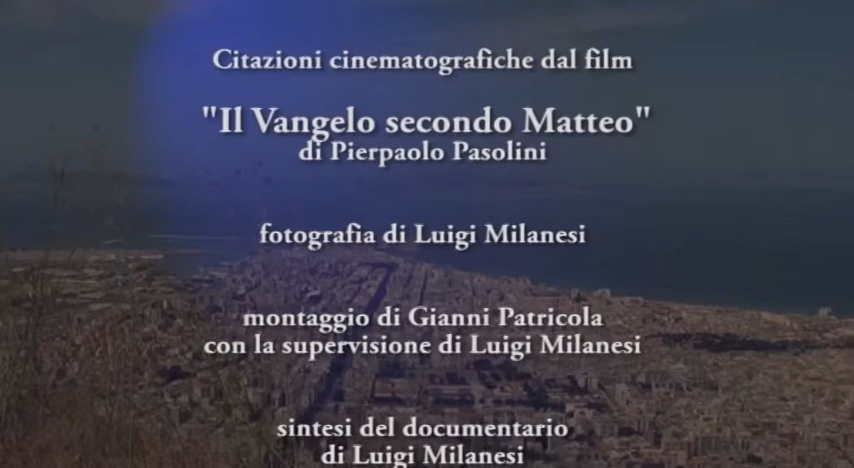 Citazioni cinematografiche dal film
"Il Vangelo secondo Matteo"
di Pierpaolo Pasolini
fotografia di Luigi Milanesi
montaggio di Gianni Patricola
con la supervisione di Luigi Milanesi
sintesi del documentario
di Luigi Milanesi